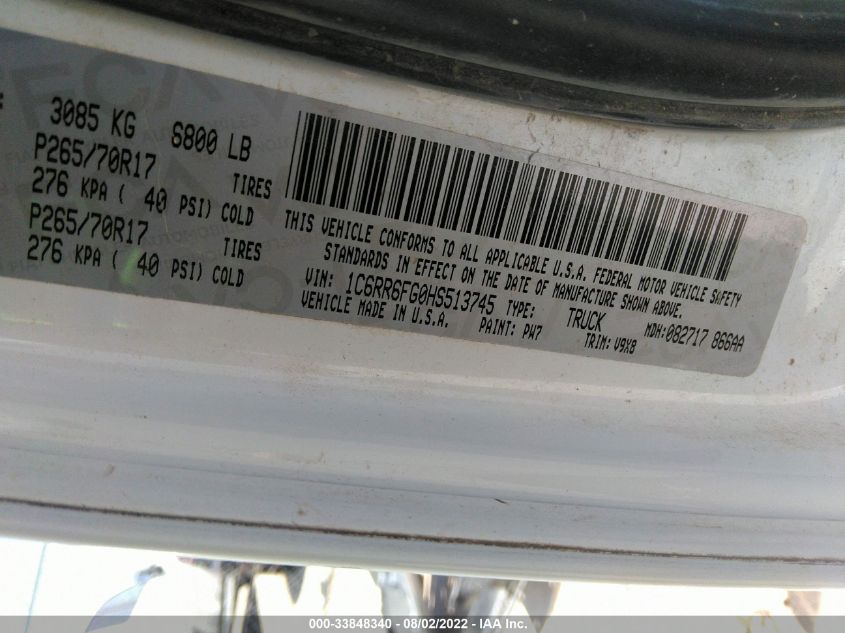 3085 KG 6800 LB
P265/70R17 TIRES
276 KPA ( 40 PSI) COLD
P265/70R17 TIRES
276 KPA ( 40 PSI) COLD
THIS VEHICLE CONFORMS TO ALL APPLICABLE U.S.A. FEDERAL MOTOR VEHICLE SAFETY
STANDARDS IN EFFECT ON THE DATE OF MANUFACTURE SHOWN ABOVE.
VIN: 1C6RR6FG0HS513745 TYPE: TRUCK MDH:082717 866AA
VEHICLE MADE IN U.S.A. PAINT: PW7 TRIM: V9X8
000-33848340 - 08/02/2022 - IAA Inc.